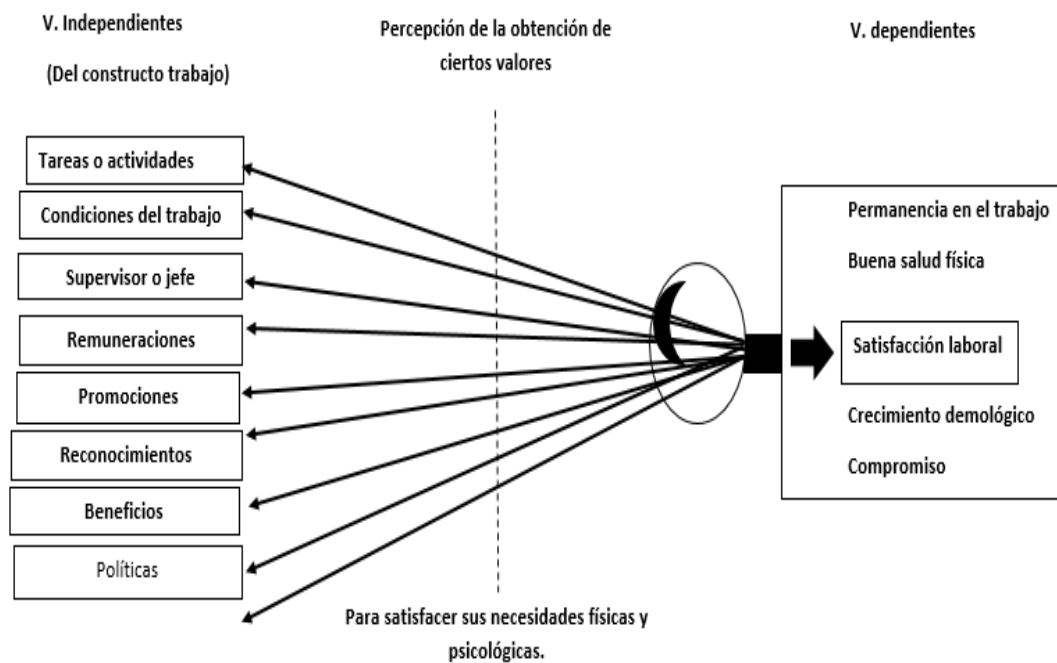 V. Independientes
(Del constructo trabajo)
Percepción de la obtención de
ciertos valores
V. dependientes
Tareas o actividades
Condiciones del trabajo
Supervisor o jefe
Remuneraciones
Promociones
Reconocimientos
Beneficios
Políticas
Permanencia en el trabajo
Buena salud física
Satisfacción laboral
Crecimiento demológico
Compromiso
Para satisfacer sus necesidades físicas y
psicológicas.